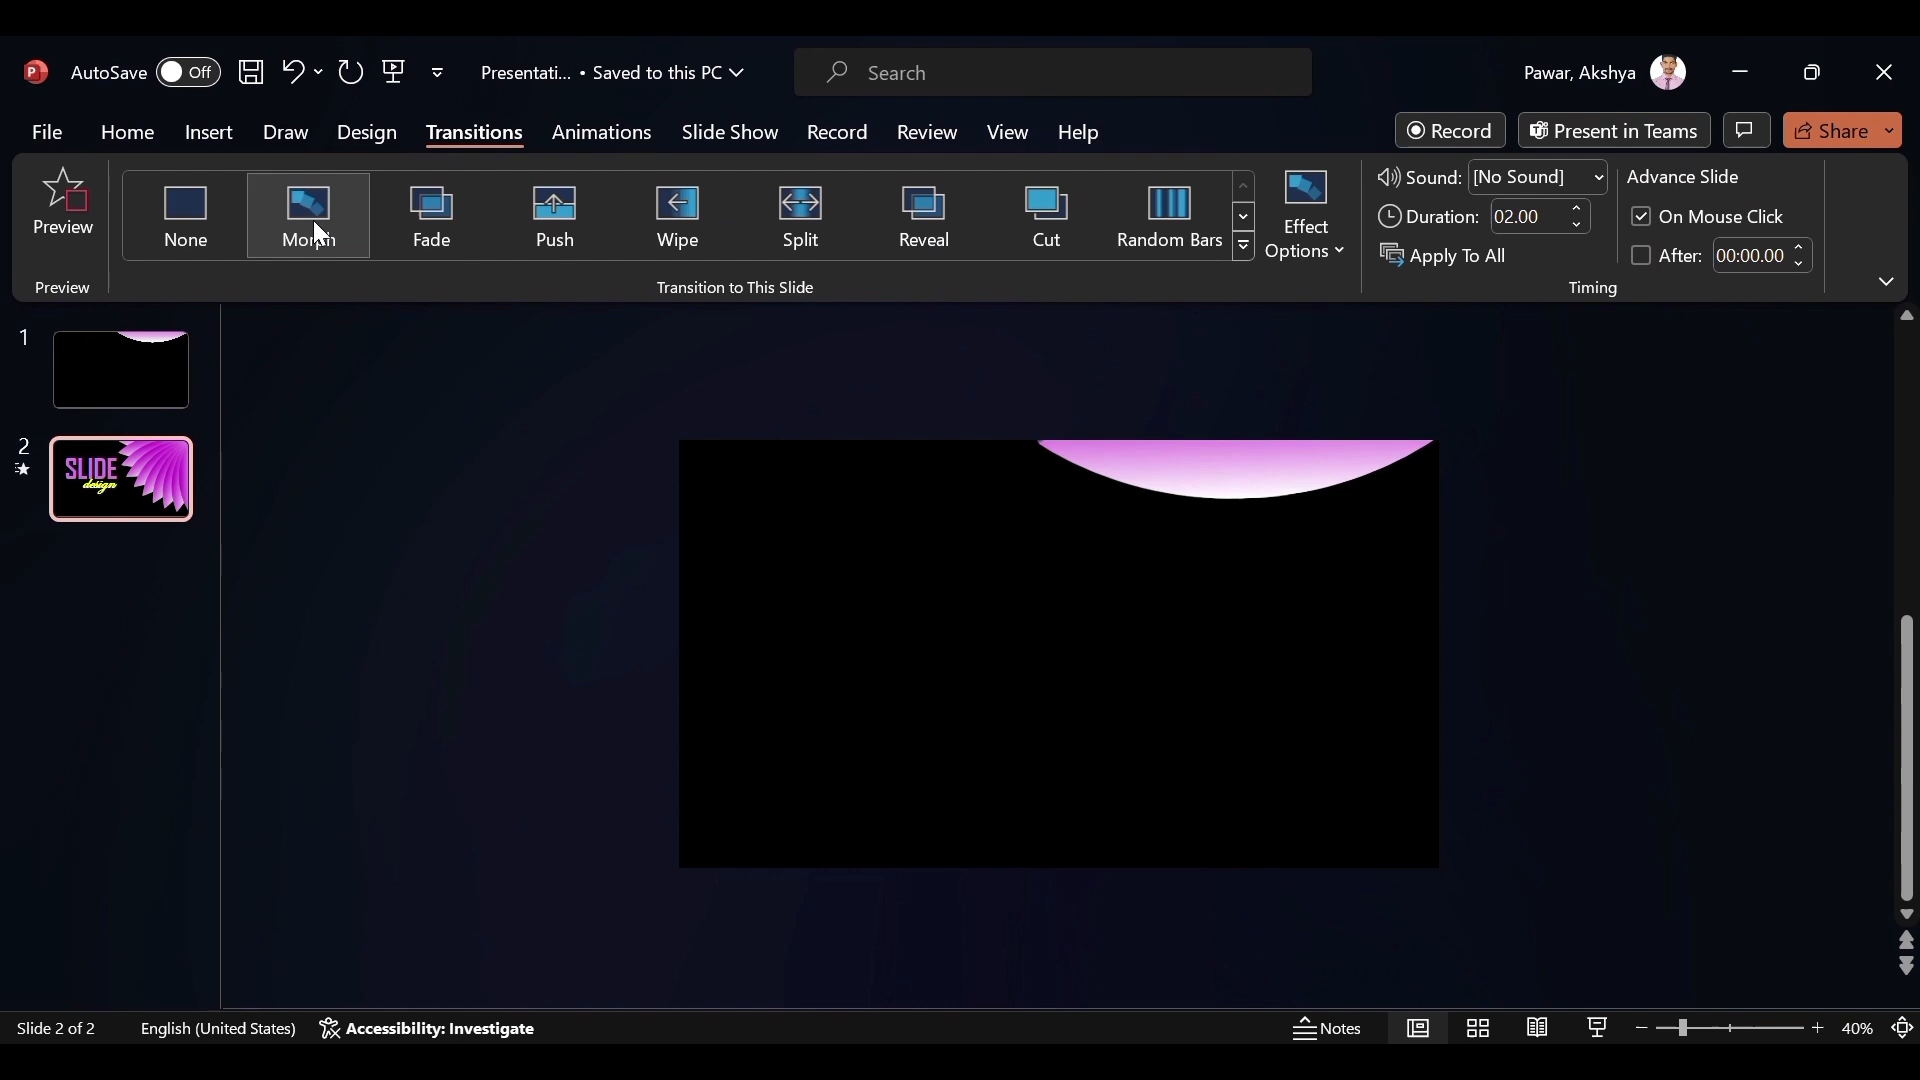 AutoSave Off Presentati... • Saved to this PC Search Pawar, Akshya
File Home Insert Draw Design Transitions Animations Slide Show Record Review View Help Record Present in Teams Share
Preview
None Morph Fade Push Wipe Split Reveal Cut Random Bars
Effect
Options
Sound: [No Sound]
Duration: 02.00
Apply To All
Advance Slide
On Mouse Click
After: 00:00.00
Preview Transition to This Slide Timing
1
2
SLIDE
design
Slide 2 of 2 English (United States) Accessibility: Investigate Notes 40%